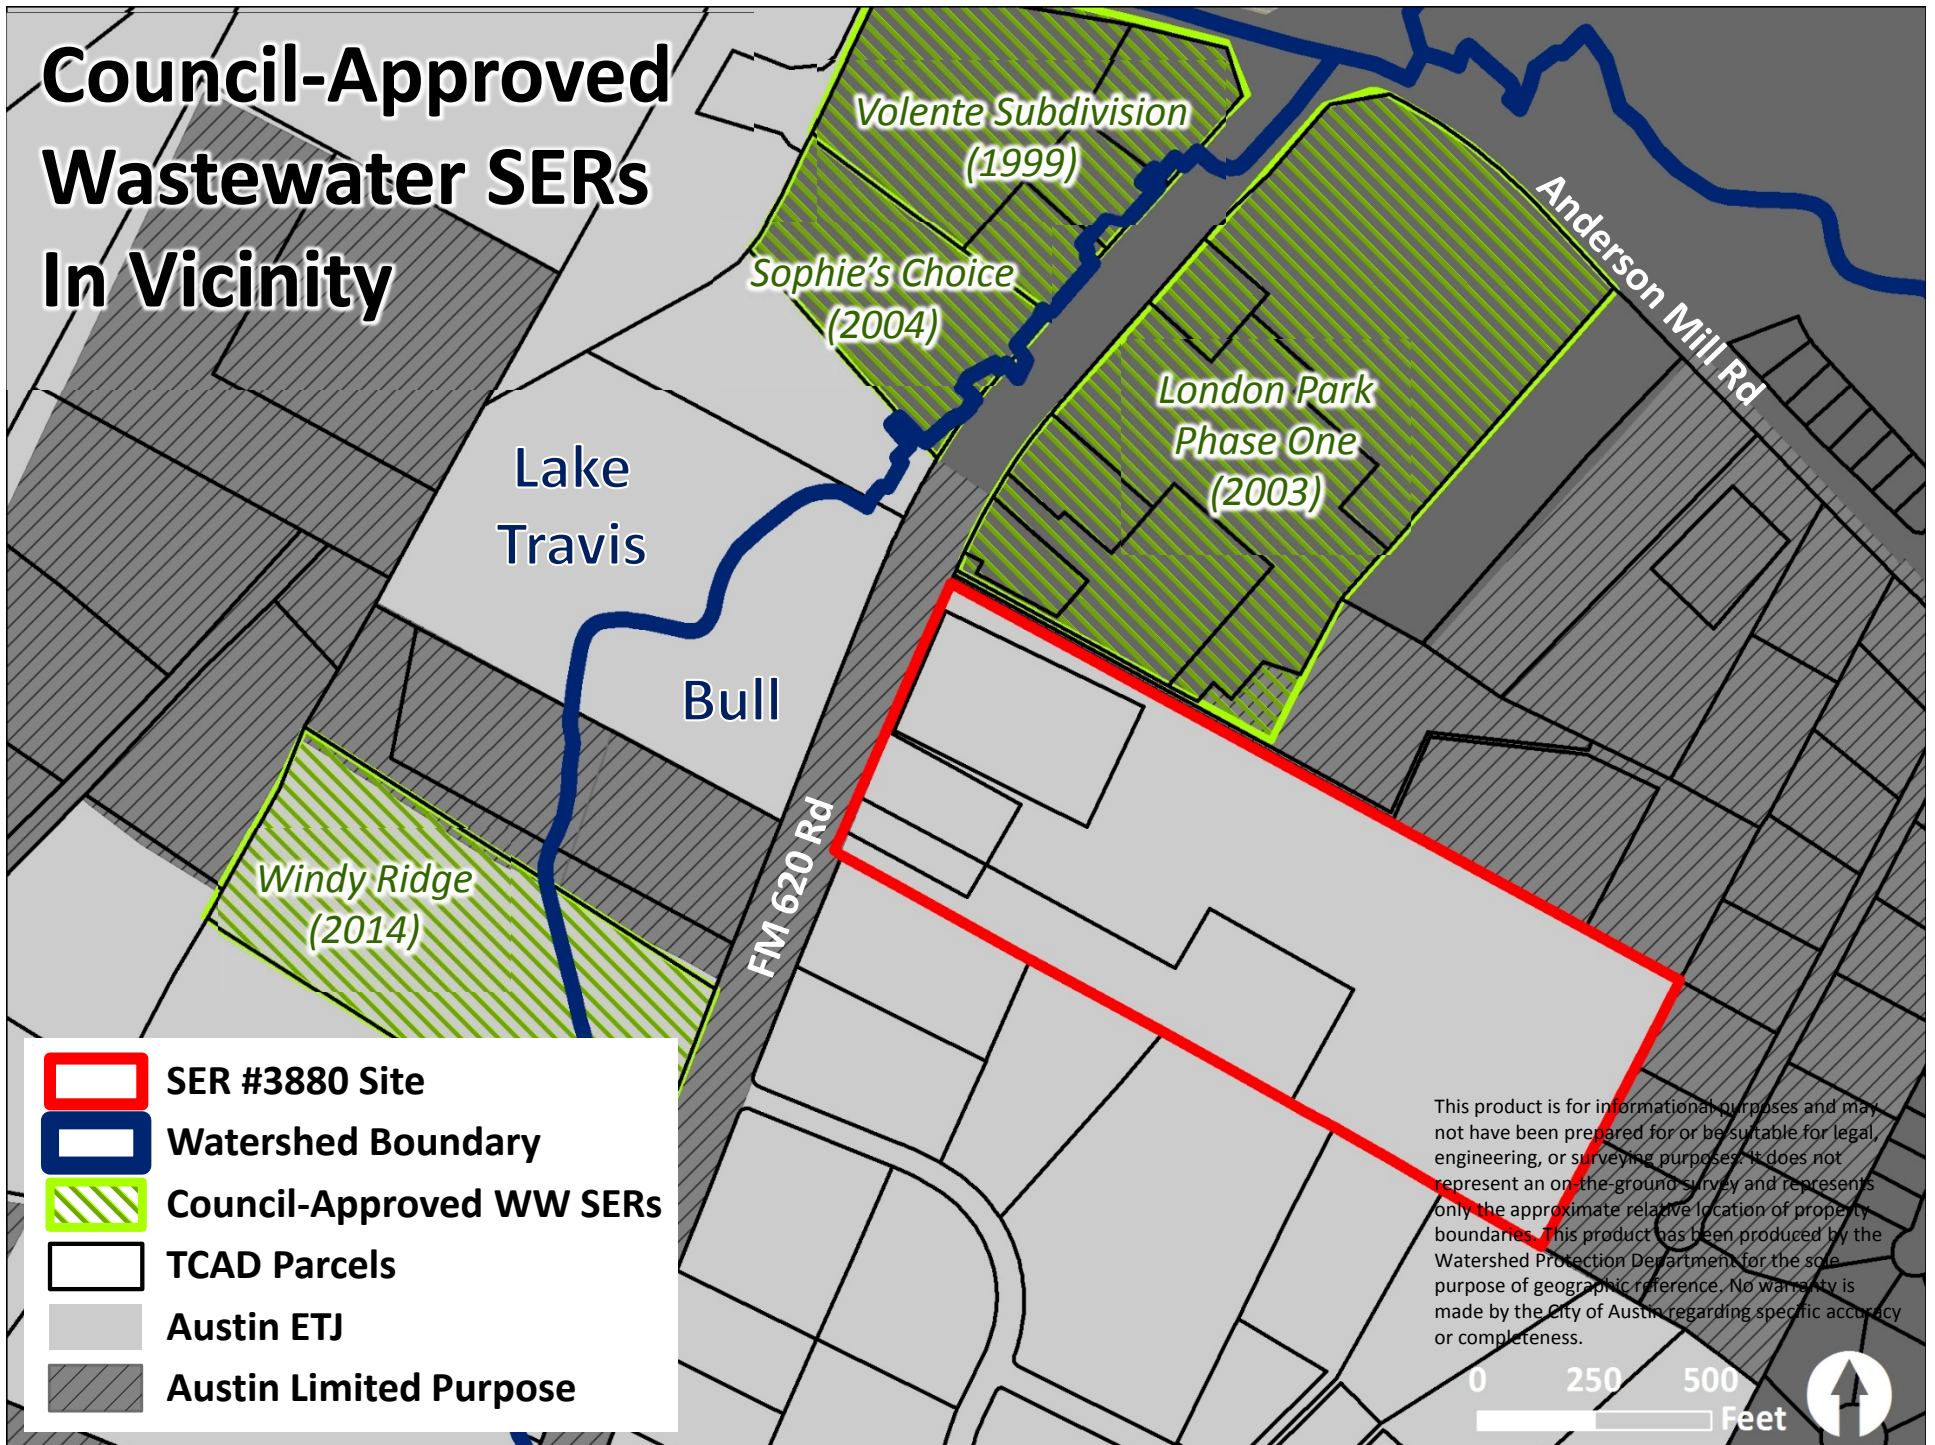 Council-Approved
Wastewater SERs
In Vicinity
Volente Subdivision
(1999)
Anderson Mill Rd
Sophie's Choice
(2004)
London Park
Phase One
(2003)
Lake
Travis
Bull
FM 620 Rd
Windy Ridge
(2014)
SER #3880 Site
Watershed Boundary
Council-Approved WW SERs
TCAD Parcels
Austin ETJ
Austin Limited Purpose
This product is for informational purposes and may
not have been prepared for or be suitable for legal,
engineering, or surveying purposes. It does not
represent an on-the-ground survey and represents
only the approximate relative location of property
boundaries. This product has been produced by the
Watershed Protection Department for the sole
purpose of geographic reference. No warranty is
made by the City of Austin regarding specific accuracy
or completeness.
0 250 500
Feet